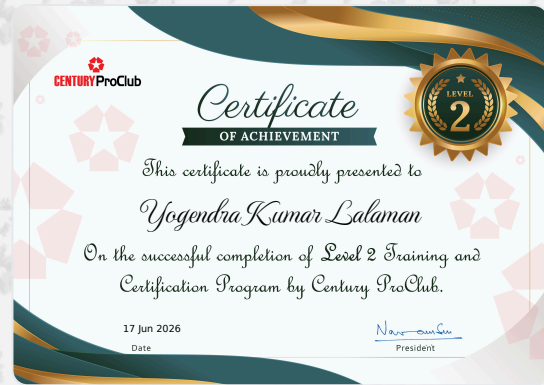 CENTURY ProClub
LEVEL
2
Certificate
OF ACHIEVEMENT
This certificate is proudly presented to
Yogendra Kumar Lalaman
On the successful completion of Level 2 Training and
Certification Program by Century ProClub.
17 Jun 2026
Date
President